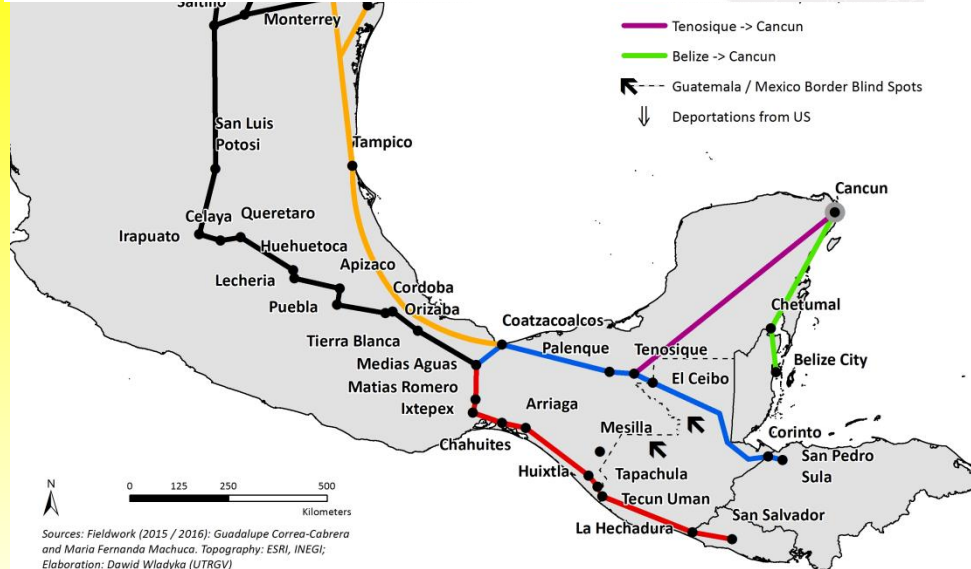 Saltillo
Monterrey
Tenosique -> Cancun
Belize -> Cancun
Guatemala / Mexico Border Blind Spots
Deportations from US
San Luis
Potosi
Tampico
Cancun
Celaya
Queretaro
Irapuato
Huehuetoca
Lecheria
Apizaco
Puebla
Cordoba
Orizaba
Chetumal
Coatzacoalcos
Tierra Blanca
Palenque
Tenosique
Belize City
Medias Aguas
El Ceibo
Matias Romero
Ixtepex
Arriaga
Mesilla
Corinto
Chahuites
San Pedro
Sula
Huixtla
Tapachula
Tecun Uman
La Hechadura
San Salvador
N
0 125 250 500
Kilometers
Sources: Fieldwork (2015 / 2016): Guadalupe Correa-Cabrera
and Maria Fernanda Machuca. Topography: ESRI, INEGI;
Elaboration: Dawid Wladyka (UTRGV)